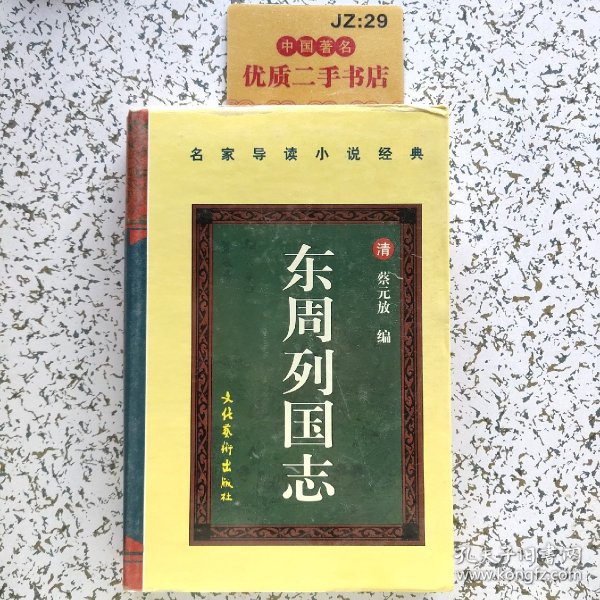 JZ:29
中国著名
优质二手书店
名家导读小说经典
清 蔡元放 编
东周列国志
文化艺术出版社
孔夫子旧书网
kongfz.com